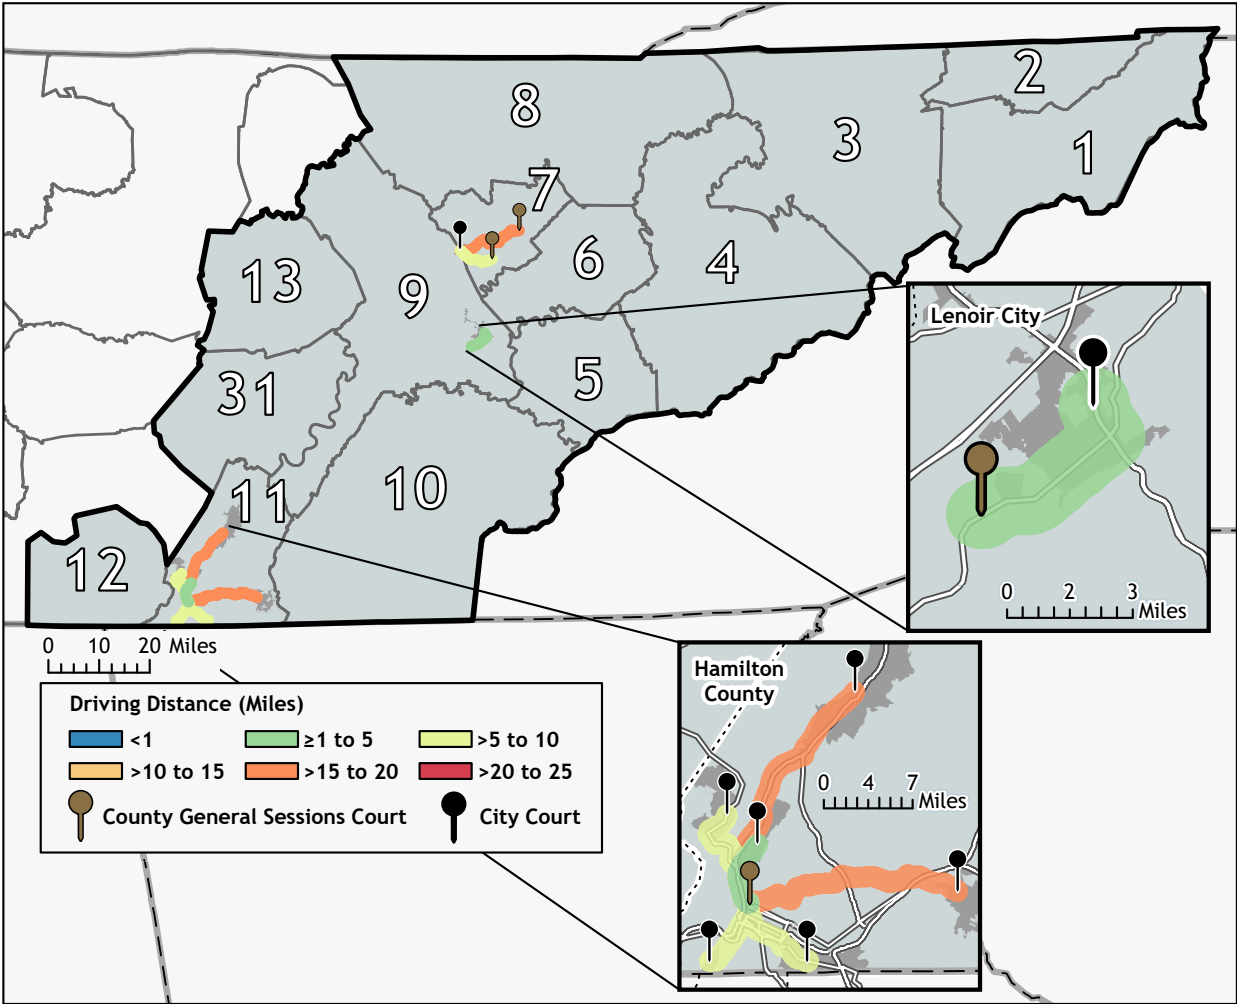 2
8
3
1
7
6
4
13
9
Lenoir City
5
31
10
11
12
0 2 3
Miles
0 10 20 Miles
Hamilton
County
Driving Distance (Miles)
<1 ≥1 to 5 >5 to 10
>10 to 15 >15 to 20 >20 to 25
County General Sessions Court City Court
0 4 7
Miles